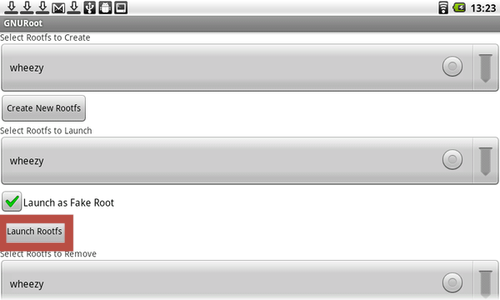 13:23
GNURoot
Select Rootfs to Create
wheezy
Create New Rootfs
Select Rootfs to Launch
wheezy
Launch as Fake Root
Launch Rootfs
Select Rootfs to Remove
wheezy